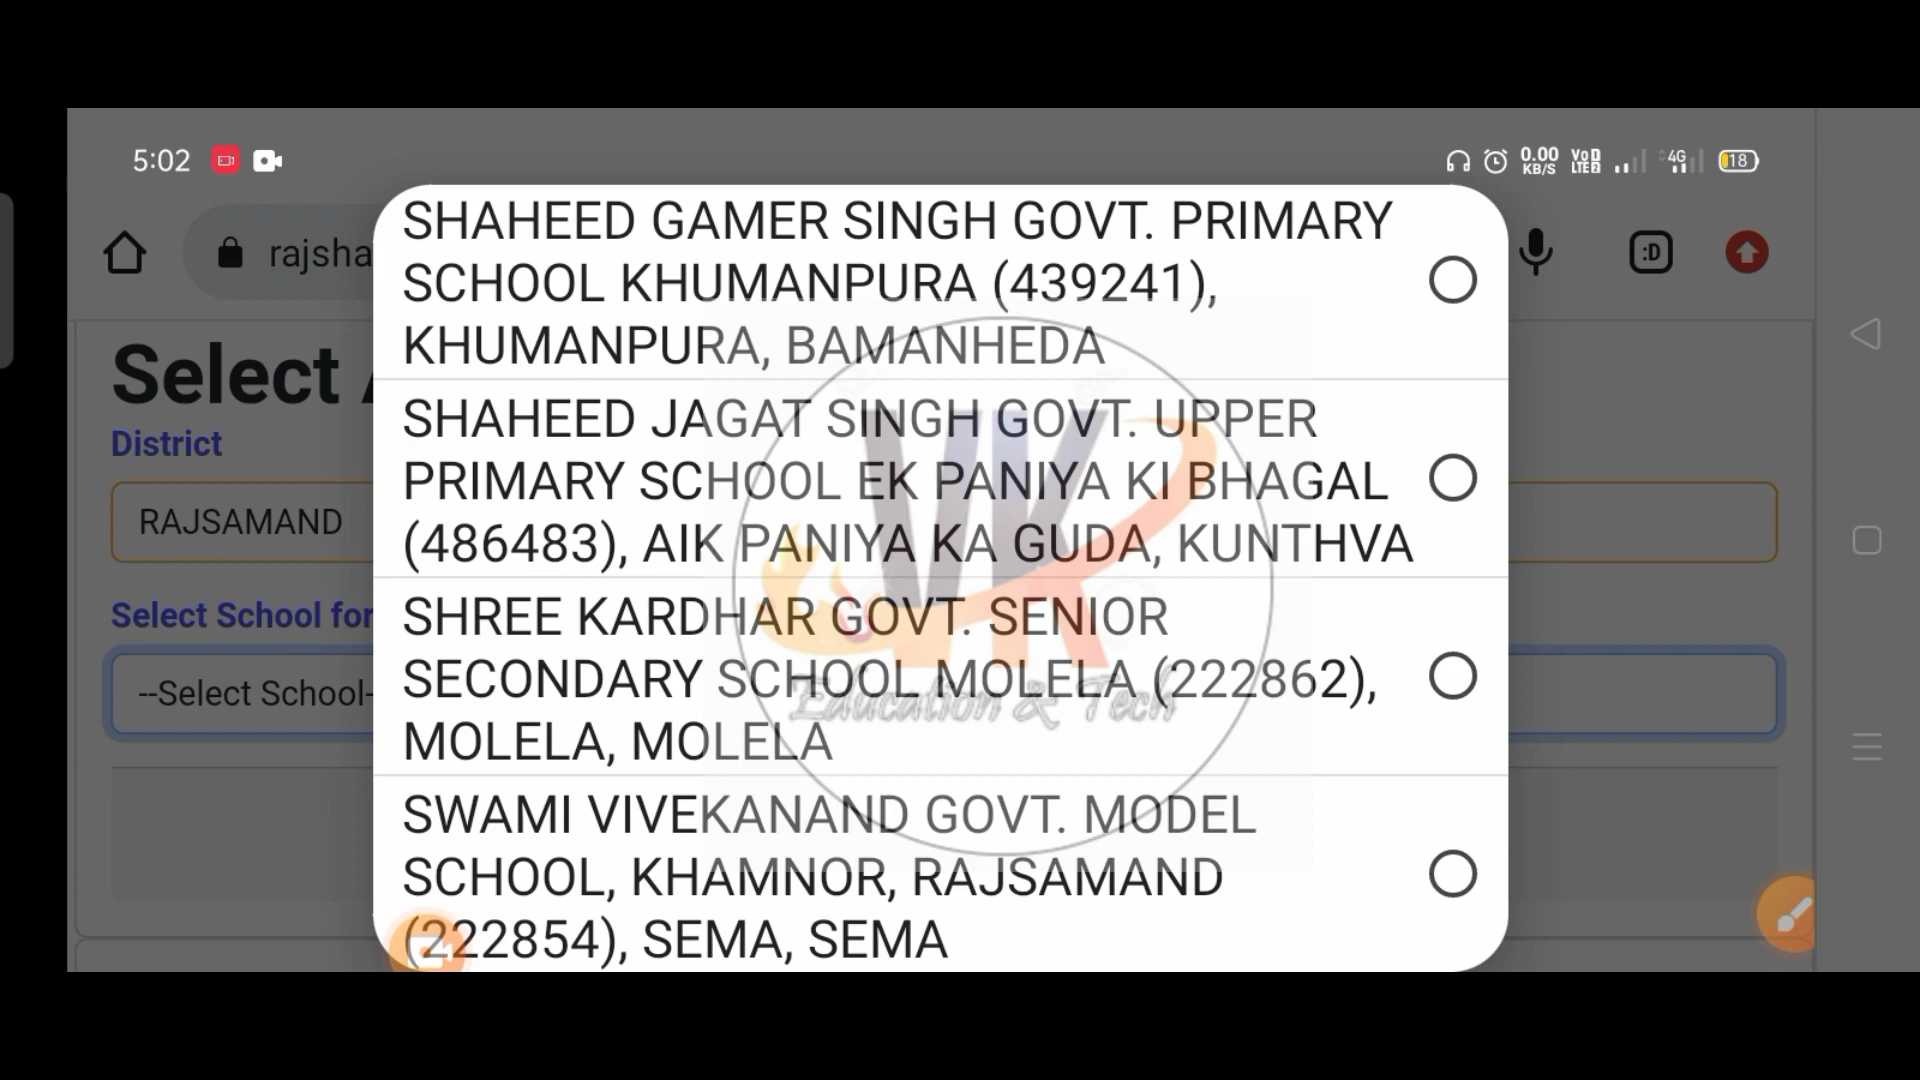 5:02
0.00
KB/S
VoD
LTE2
4G
18
rajsha
:D
Select
District
RAJSAMAND
Select School for
--Select School-
SHAHEED GAMER SINGH GOVT. PRIMARY
SCHOOL KHUMANPURA (439241),
KHUMANPURA, BAMANHEDA
SHAHEED JAGAT SINGH GOVT. UPPER
PRIMARY SCHOOL EK PANIYA KI BHAGAL
(486483), AIK PANIYA KA GUDA, KUNTHVA
SHREE KARDHAR GOVT. SENIOR
SECONDARY SCHOOL MOLELA (222862),
MOLELA, MOLELA
SWAMI VIVEKANAND GOVT. MODEL
SCHOOL, KHAMNOR, RAJSAMAND
(222854), SEMA, SEMA
VK
Education & Tech